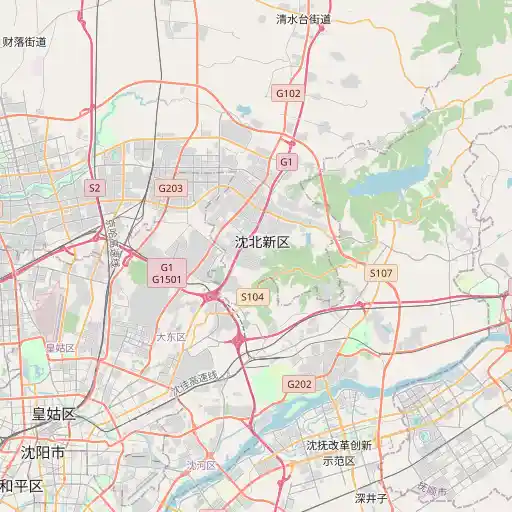 清水台街道
财落街道
G102
G1
S2
G203
沈北新区
G1
G1501
S107
S104
大东区
皇姑区
沈佳高速线
G202
皇姑区
沈阳市
沈抚改革创新
示范区
沈河区
和平区
抚顺市
深井子